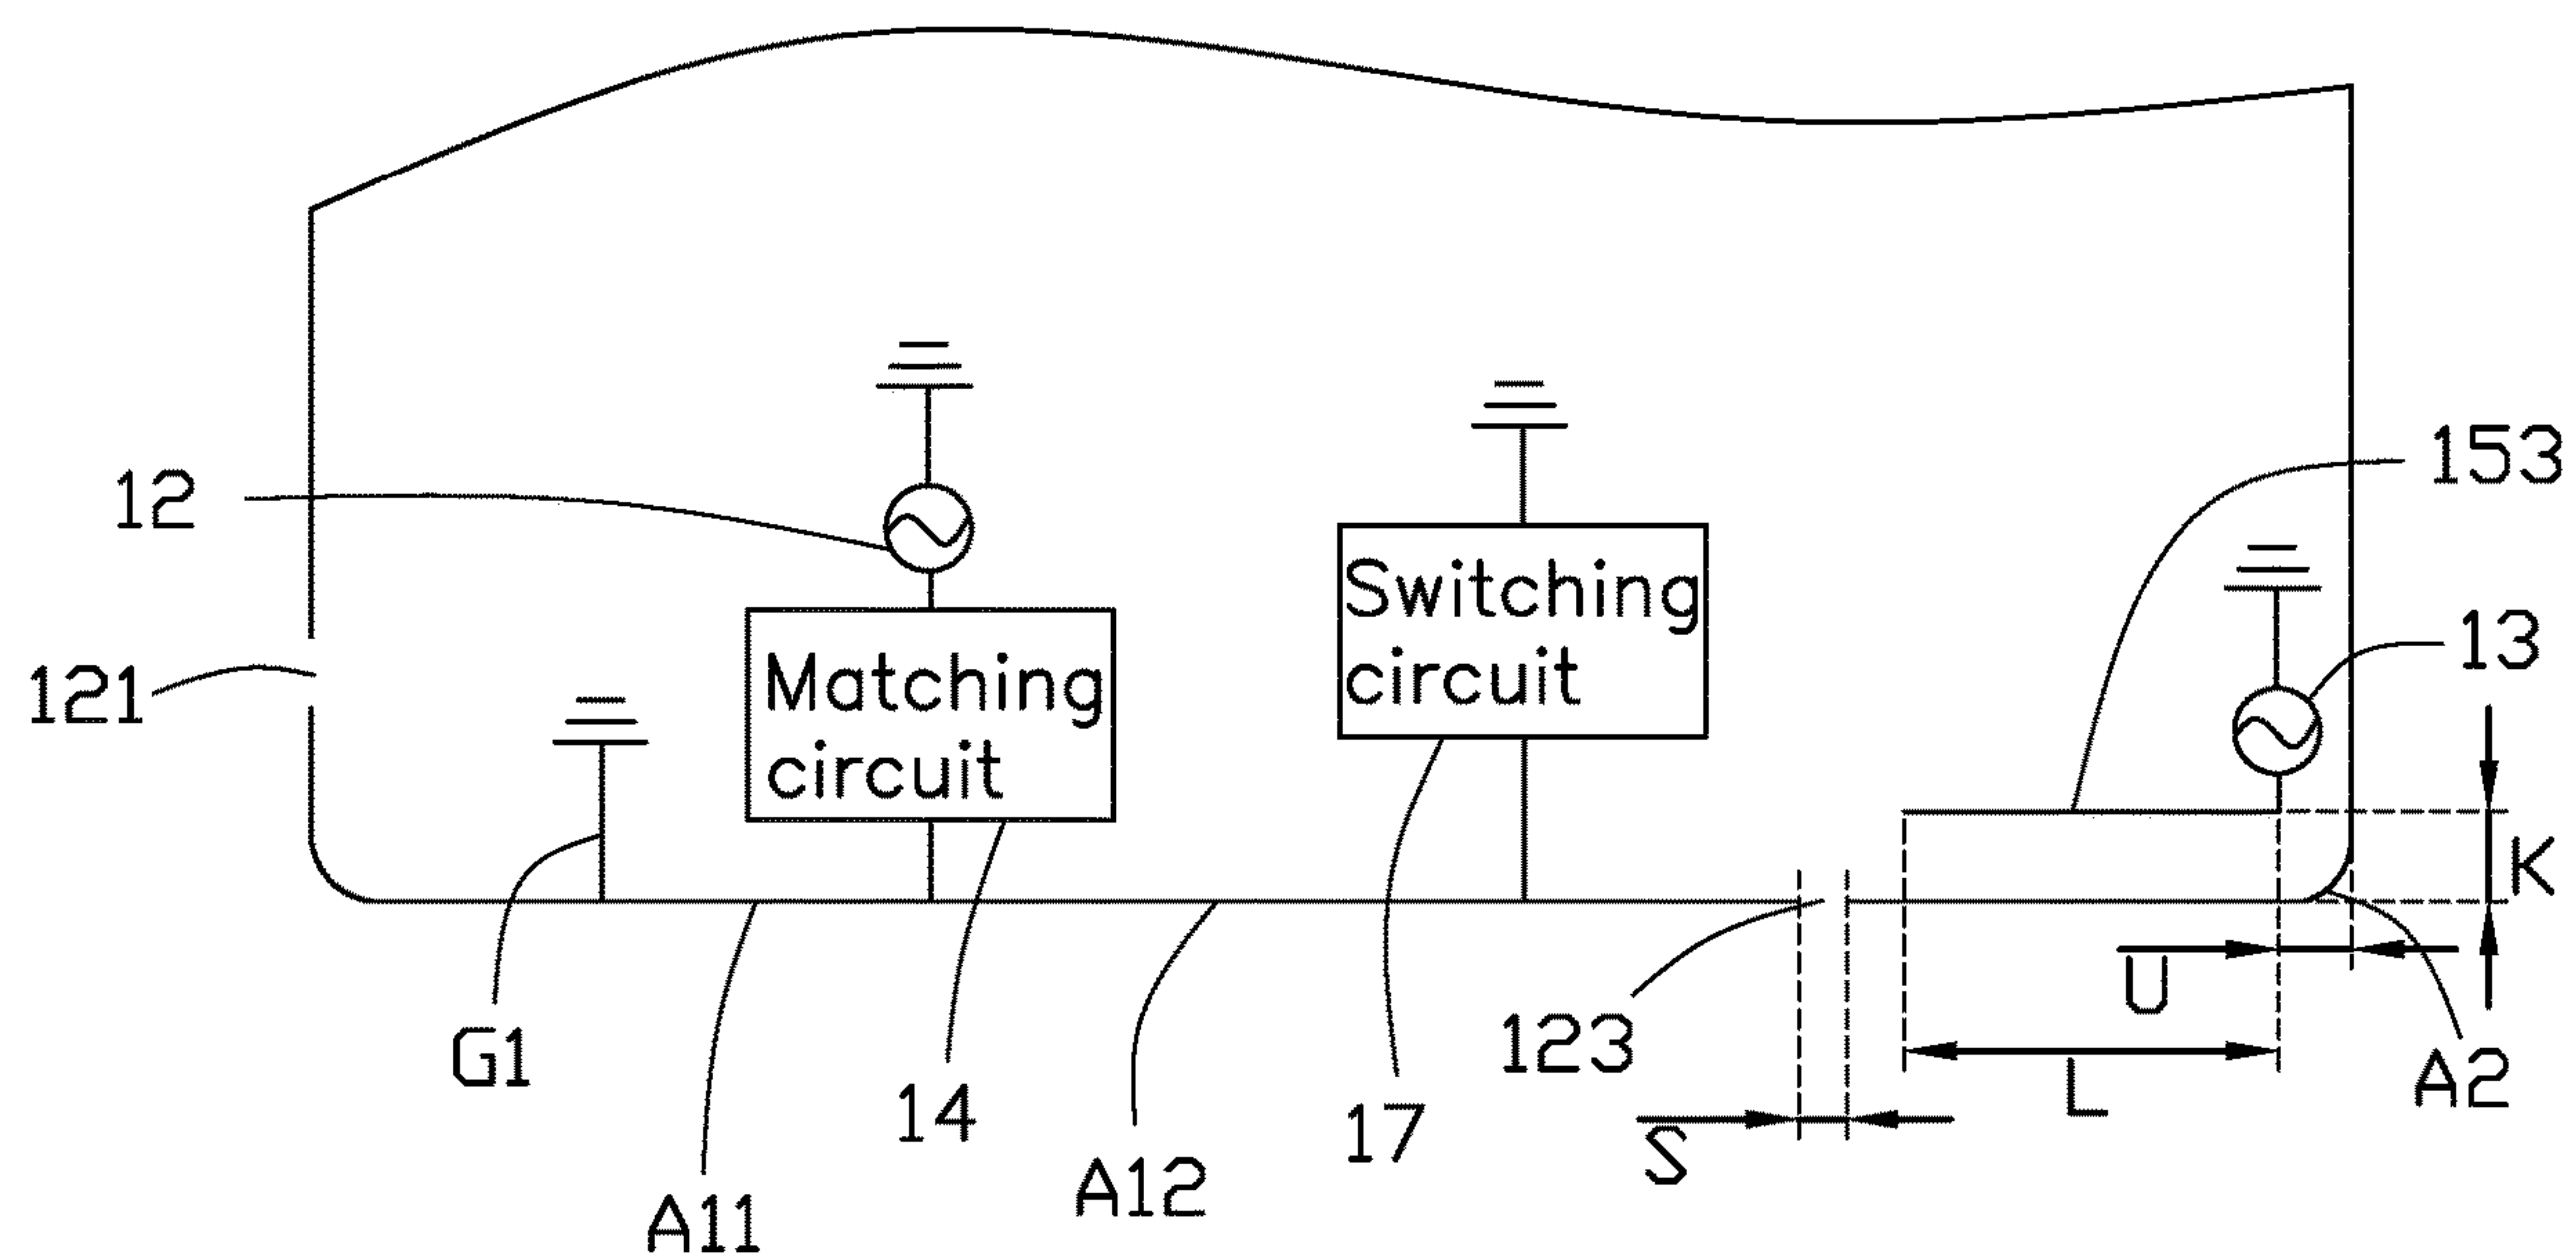 12
153
Switching
circuit
13
121
Matching
circuit
K
U
G1
123
A2
14
L
17
S
A12
A11